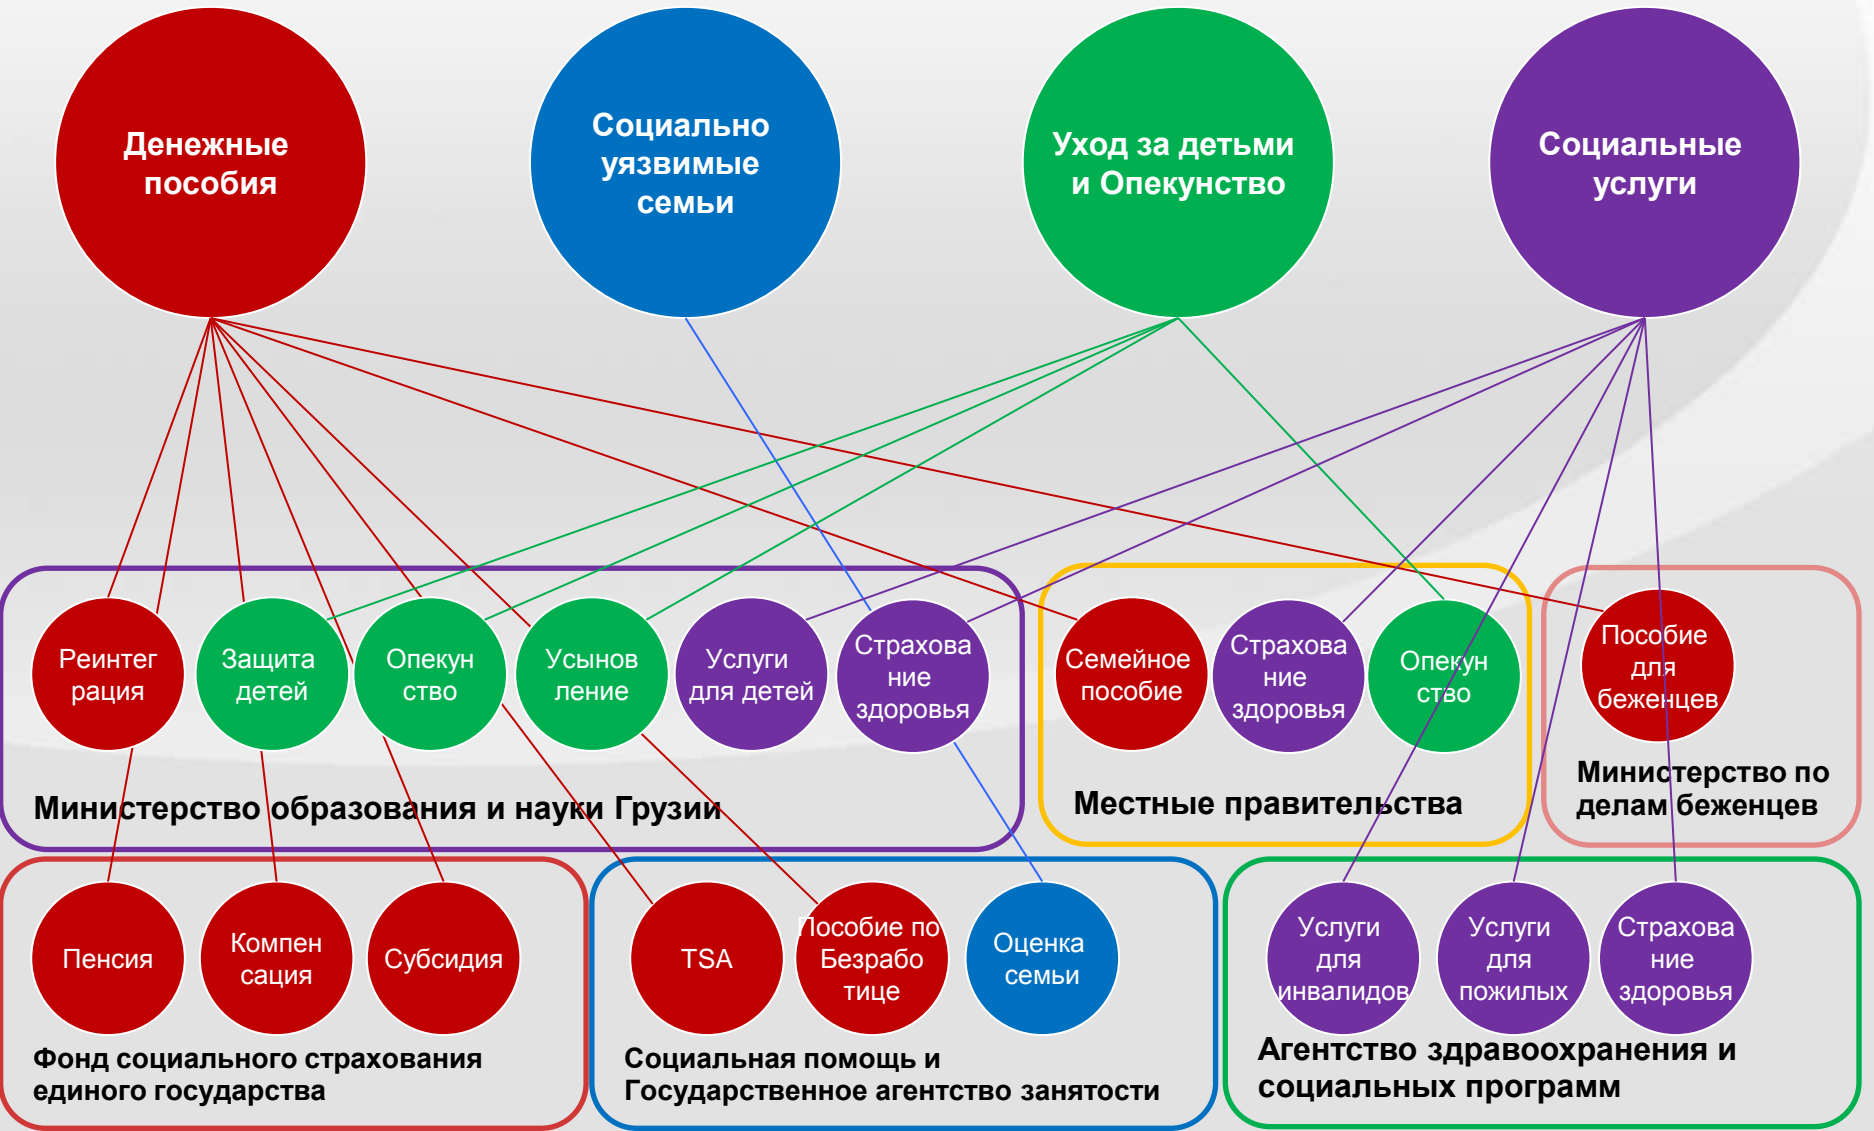 Денежные
пособия
Социально
уязвимые
семьи
Уход за детьми
и Опекунство
Социальные
услуги
Реинтег
рация
Защита
детей
Опекун
ство
Усынов
ление
Услуги
для детей
Страхова
ние
здоровья
Министерство образования и науки Грузии
Семейное
пособие
Страхова
ние
здоровья
Опекун
ство
Местные правительства
Пособие
для
беженцев
Министерство по
делам беженцев
Пенсия
Компен
сация
Субсидия
Фонд социального страхования
единого государства
TSA
Пособие по
Безрабо
тице
Оценка
семьи
Социальная помощь и
Государственное агентство занятости
Услуги
для
инвалидов
Услуги
для
пожилых
Страхова
ние
здоровья
Агентство здравоохранения и
социальных программ